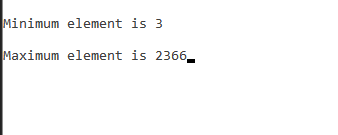 Minimum element is 3
Maximum element is 2366